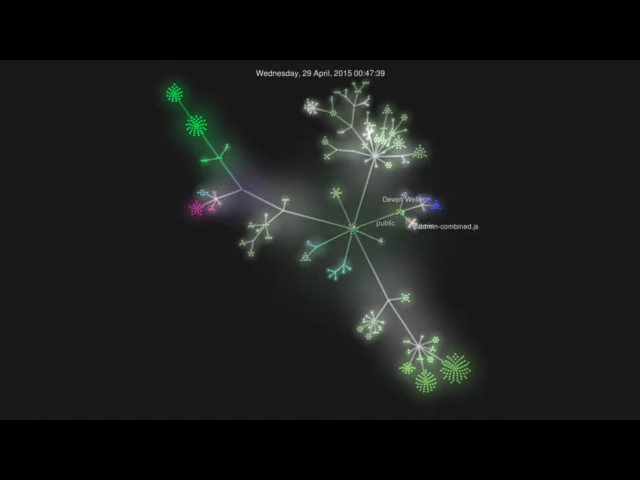 Wednesday, 29 April, 2015 00:47:39
Devon Weller
public
admin-combined.js